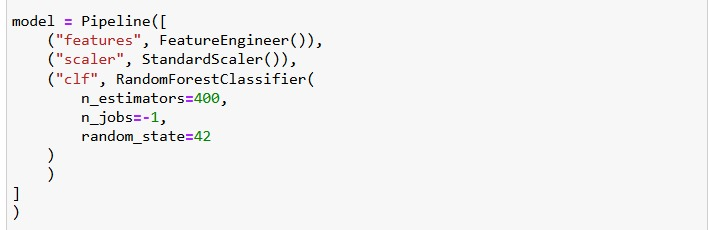 model = Pipeline([
    ("features", FeatureEngineer()),
    ("scaler", StandardScaler()),
    ("clf", RandomForestClassifier(
        n_estimators=400,
        n_jobs=-1,
        random_state=42
    )
    )
]
)